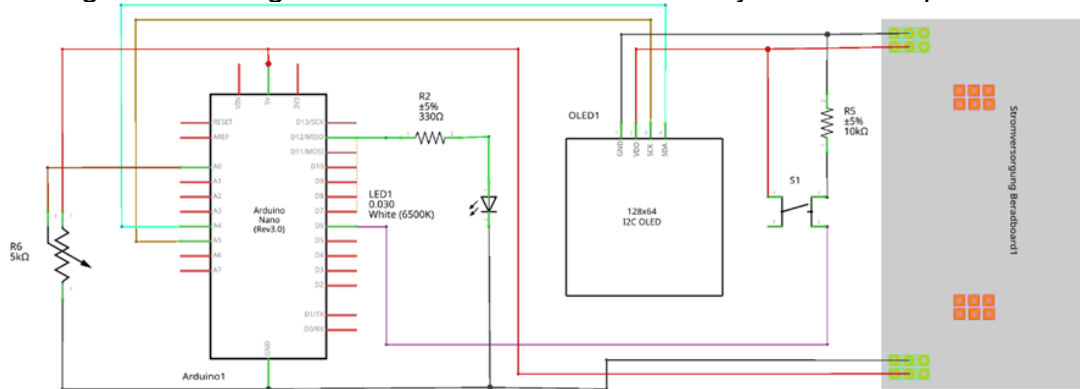 R2
±5%
330Ω
OLED1
GND
VDD
SCK
SDA
R5
±5%
10kΩ
VIN
5V
3V3
RESET
AREF
D13/SCK
D12/MISO
D11/MOSI
A0
D10
A1
D9
A2
D8
A3
D7
A4
D6
A5
D5
A6
D4
A7
D3
D2
D1/TX
D0/RX
GND
Arduino
Nano
(Rev3.0)
LED1
0.030
White (6500K)
S1
128x64
I2C OLED
R6
5kΩ
Arduino1
Stromversorgung Beradboard1